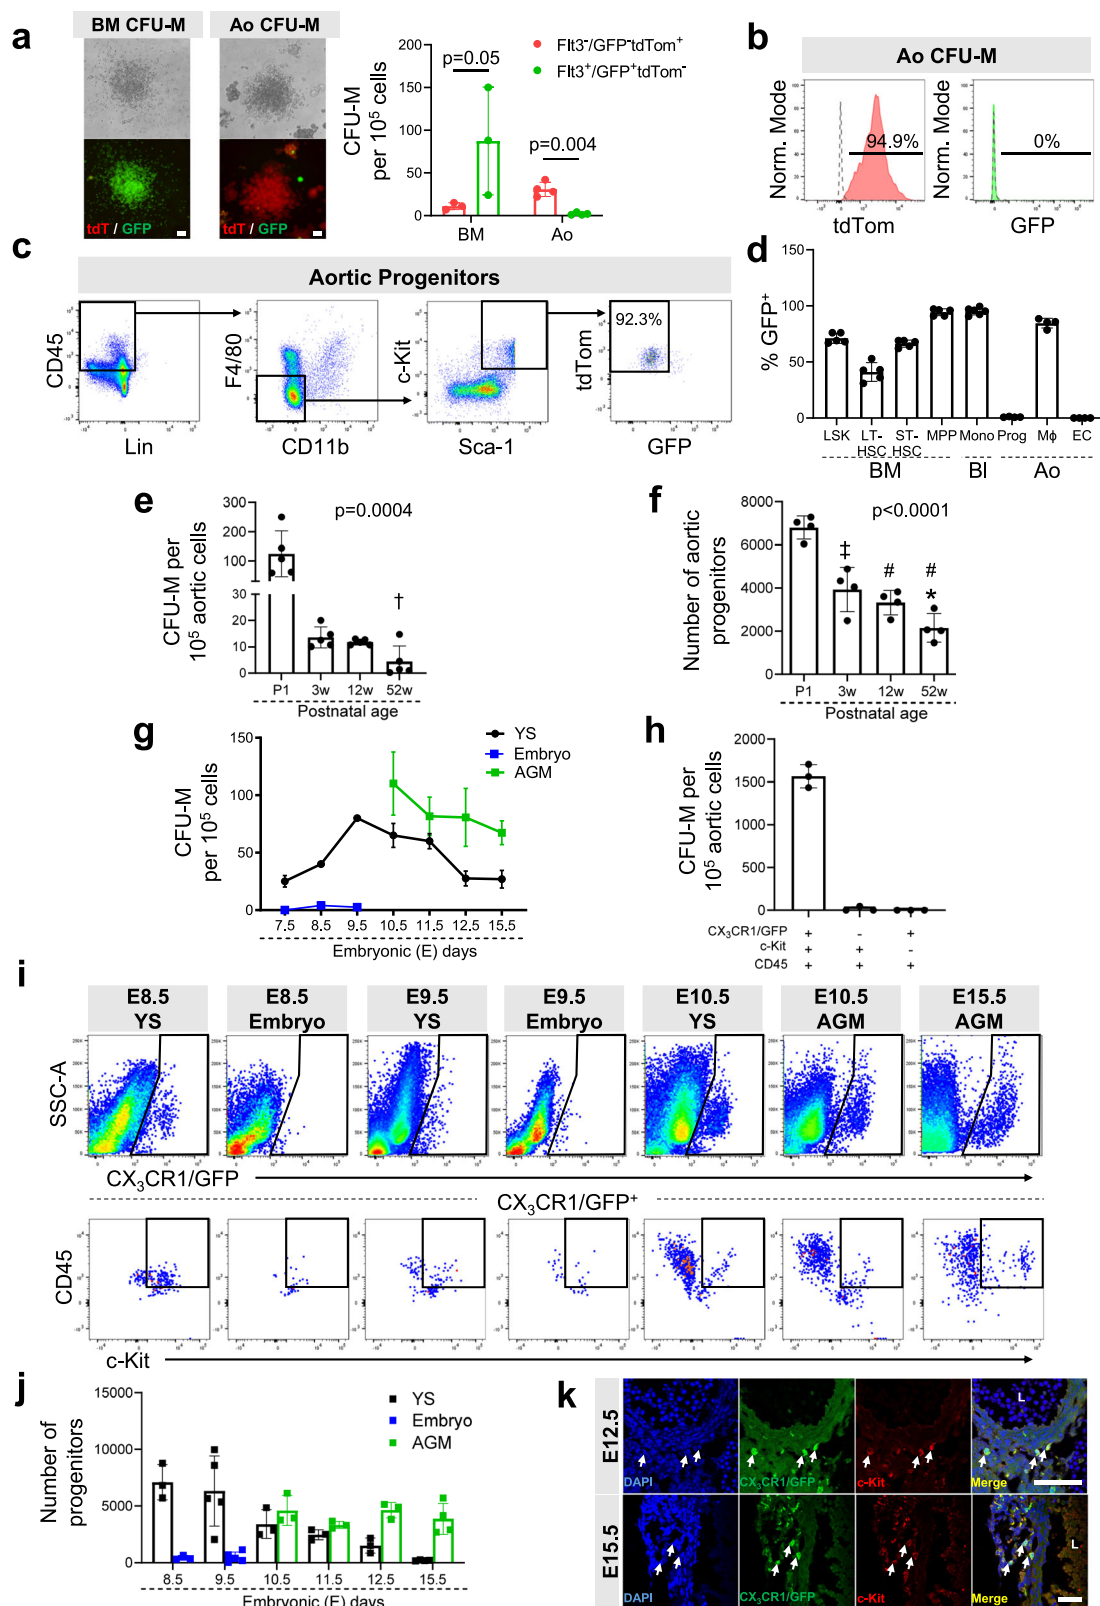 a
BM CFU-M
Ao CFU-M
tdT / GFP
tdT / GFP
CFU-M
per 10⁵ cells
200
150
100
50
0
p=0.05
p=0.004
Flt3⁻/GFP⁻tdTom⁺
Flt3⁺/GFP⁺tdTom⁻
BM
Ao
b
Ao CFU-M
Norm. Mode
94.9%
tdTom
Norm. Mode
0%
GFP
c
Aortic Progenitors
CD45
Lin
F4/80
CD11b
c-Kit
Sca-1
tdTom
92.3%
GFP
d
% GFP⁺
150
100
50
0
LSK
LT-
HSC
ST-
HSC
MPP
Mono
Prog
Mϕ
EC
BM
Bl
Ao
e
CFU-M per
10⁵ aortic cells
300
200
100
30
20
10
0
p=0.0004
†
P1
3w
12w
52w
Postnatal age
f
Number of aortic
progenitors
8000
6000
4000
2000
0
p<0.0001
‡
#
#
*
P1
3w
12w
52w
Postnatal age
g
CFU-M
per 10⁵ cells
150
100
50
0
YS
Embryo
AGM
7.5
8.5
9.5
10.5
11.5
12.5
15.5
Embryonic (E) days
h
CFU-M per
10⁵ aortic cells
2000
1500
1000
500
0
CX₃CR1/GFP + - +
c-Kit + + -
CD45 + + +
i
E8.5
YS
E8.5
Embryo
E9.5
YS
E9.5
Embryo
E10.5
YS
E10.5
AGM
E15.5
AGM
SSC-A
CX₃CR1/GFP
CX₃CR1/GFP⁺
CD45
c-Kit
j
Number of
progenitors
15000
10000
5000
0
YS
Embryo
AGM
8.5
9.5
10.5
11.5
12.5
15.5
Embryonic (E) days
k
E12.5
DAPI
CX₃CR1/GFP
c-Kit
L
Merge
E15.5
DAPI
CX₃CR1/GFP
c-Kit
L
Merge